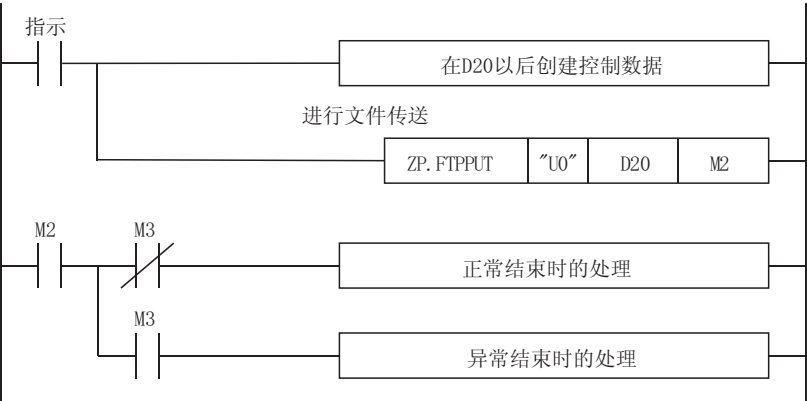 指示
在D20以后创建控制数据
进行文件传送
ZP.FTPPUT "U0" D20 M2
M2 M3
正常结束时的处理
M3
异常结束时的处理